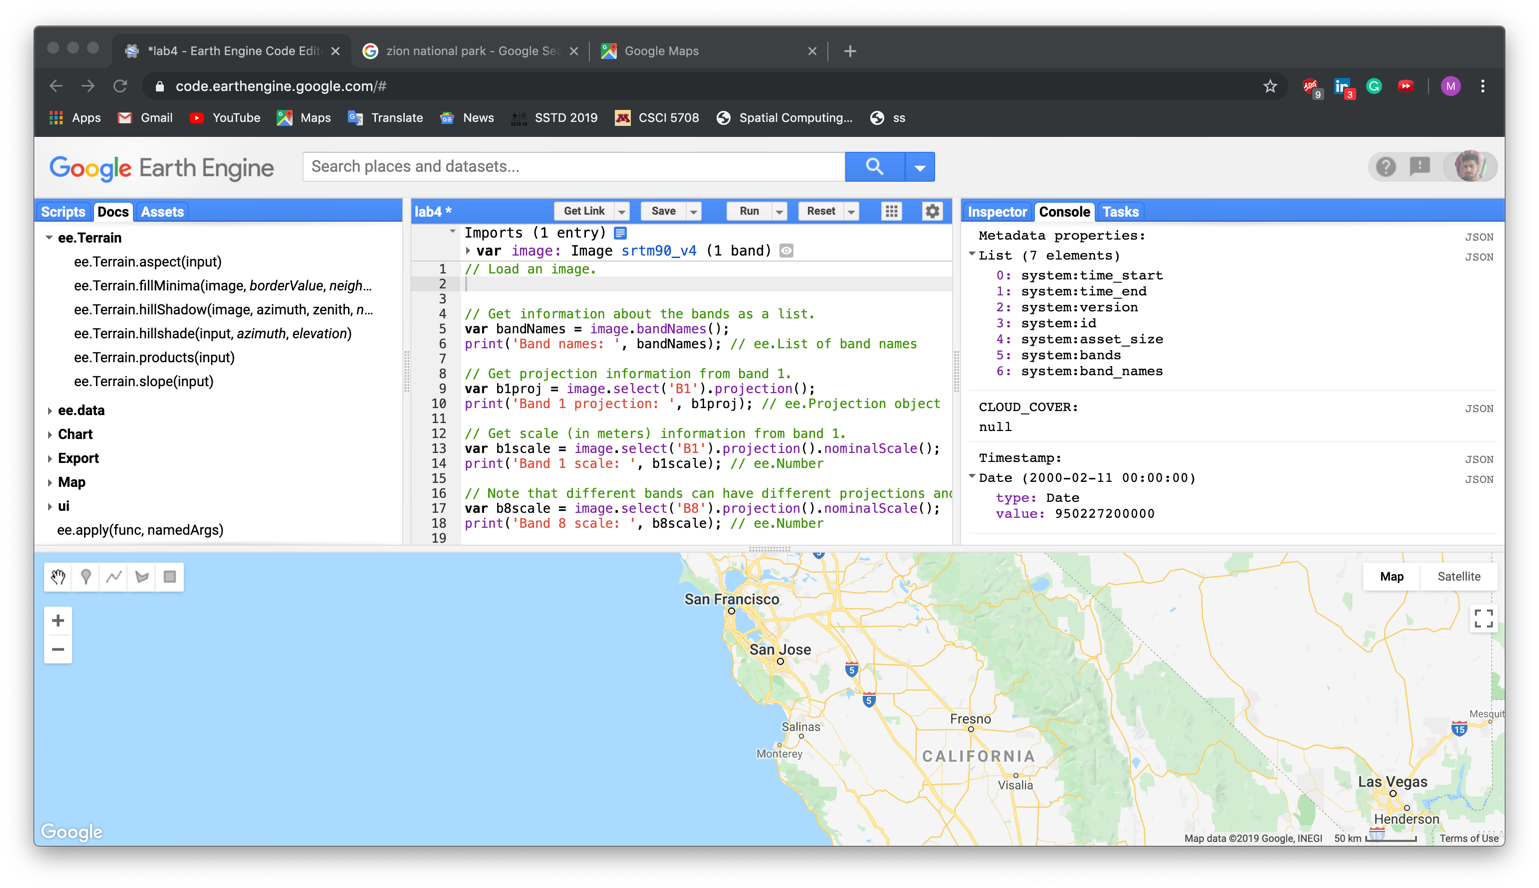 *lab4 - Earth Engine Code Edit
zion national park - Google Sea
Google Maps
code.earthengine.google.com/#
9
3
M
Apps
Gmail
YouTube
Maps
Translate
News
SSTD 2019
CSCI 5708
Spatial Computing...
ss
Google Earth Engine
Search places and datasets...
Scripts
Docs
Assets
ee.Terrain
ee.Terrain.aspect(input)
ee.Terrain.fillMinima(image, borderValue, neigh...
ee.Terrain.hillShadow(image, azimuth, zenith, n...
ee.Terrain.hillshade(input, azimuth, elevation)
ee.Terrain.products(input)
ee.Terrain.slope(input)
ee.data
Chart
Export
Map
ui
ee.apply(func, namedArgs)
lab4 *
Get Link
Save
Run
Reset
Imports (1 entry)
var image: Image srtm90_v4 (1 band)
1 // Load an image.
2
3
4 // Get information about the bands as a list.
5 var bandNames = image.bandNames();
6 print('Band names: ', bandNames); // ee.List of band names
7
8 // Get projection information from band 1.
9 var b1proj = image.select('B1').projection();
10 print('Band 1 projection: ', b1proj); // ee.Projection object
11
12 // Get scale (in meters) information from band 1.
13 var b1scale = image.select('B1').projection().nominalScale();
14 print('Band 1 scale: ', b1scale); // ee.Number
15
16 // Note that different bands can have different projections and
17 var b8scale = image.select('B8').projection().nominalScale();
18 print('Band 8 scale: ', b8scale); // ee.Number
19
Inspector
Console
Tasks
Metadata properties:
JSON
List (7 elements)
JSON
0: system:time_start
1: system:time_end
2: system:version
3: system:id
4: system:asset_size
5: system:bands
6: system:band_names
CLOUD_COVER:
JSON
null
Timestamp:
JSON
Date (2000-02-11 00:00:00)
JSON
type: Date
value: 950227200000
+
−
Map
Satellite
San Francisco
San Jose
5
5
Salinas
Monterey
Fresno
CALIFORNIA
Visalia
Mesquit
15
Las Vegas
Henderson
Google
Map data ©2019 Google, INEGI
50 km
Terms of Use